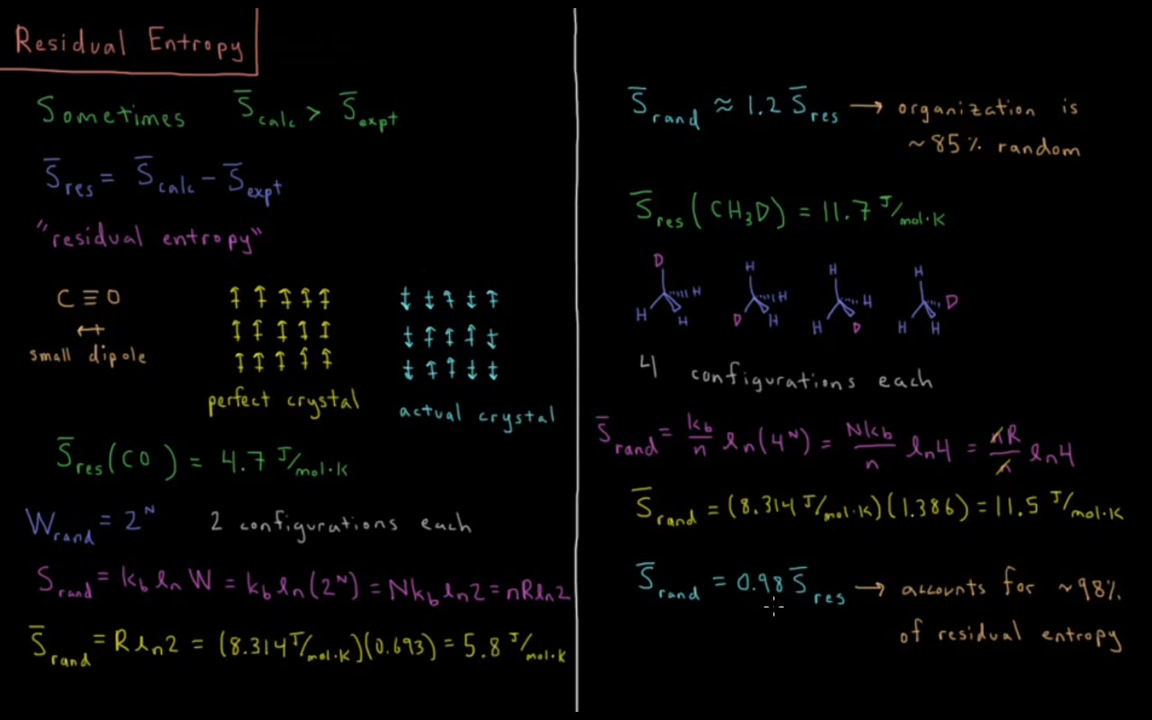 Residual Entropy
Sometimes S̄calc > S̄expt
S̄res = S̄calc − S̄expt
"residual entropy"
C ≡ O
small dipole
perfect crystal
actual crystal
S̄res (CO) = 4.7 J/mol·K
Wrand = 2^N 2 configurations each
Srand = kb ln W = kb ln(2^N) = Nkb ln2 = nR ln2
S̄rand = R ln2 = (8.314 J/mol·K)(0.693) = 5.8 J/mol·K
S̄rand ≈ 1.2 S̄res → organization is
~85% random
S̄res (CH3D) = 11.7 J/mol·K
D H H H
H H H D
H H D H H D H H
4 configurations each
S̄rand = kb/n ln(4^N) = Nkb/n ln4 = nR/n ln4
S̄rand = (8.314 J/mol·K)(1.386) = 11.5 J/mol·K
S̄rand = 0.98 S̄res → accounts for ~98%
of residual entropy